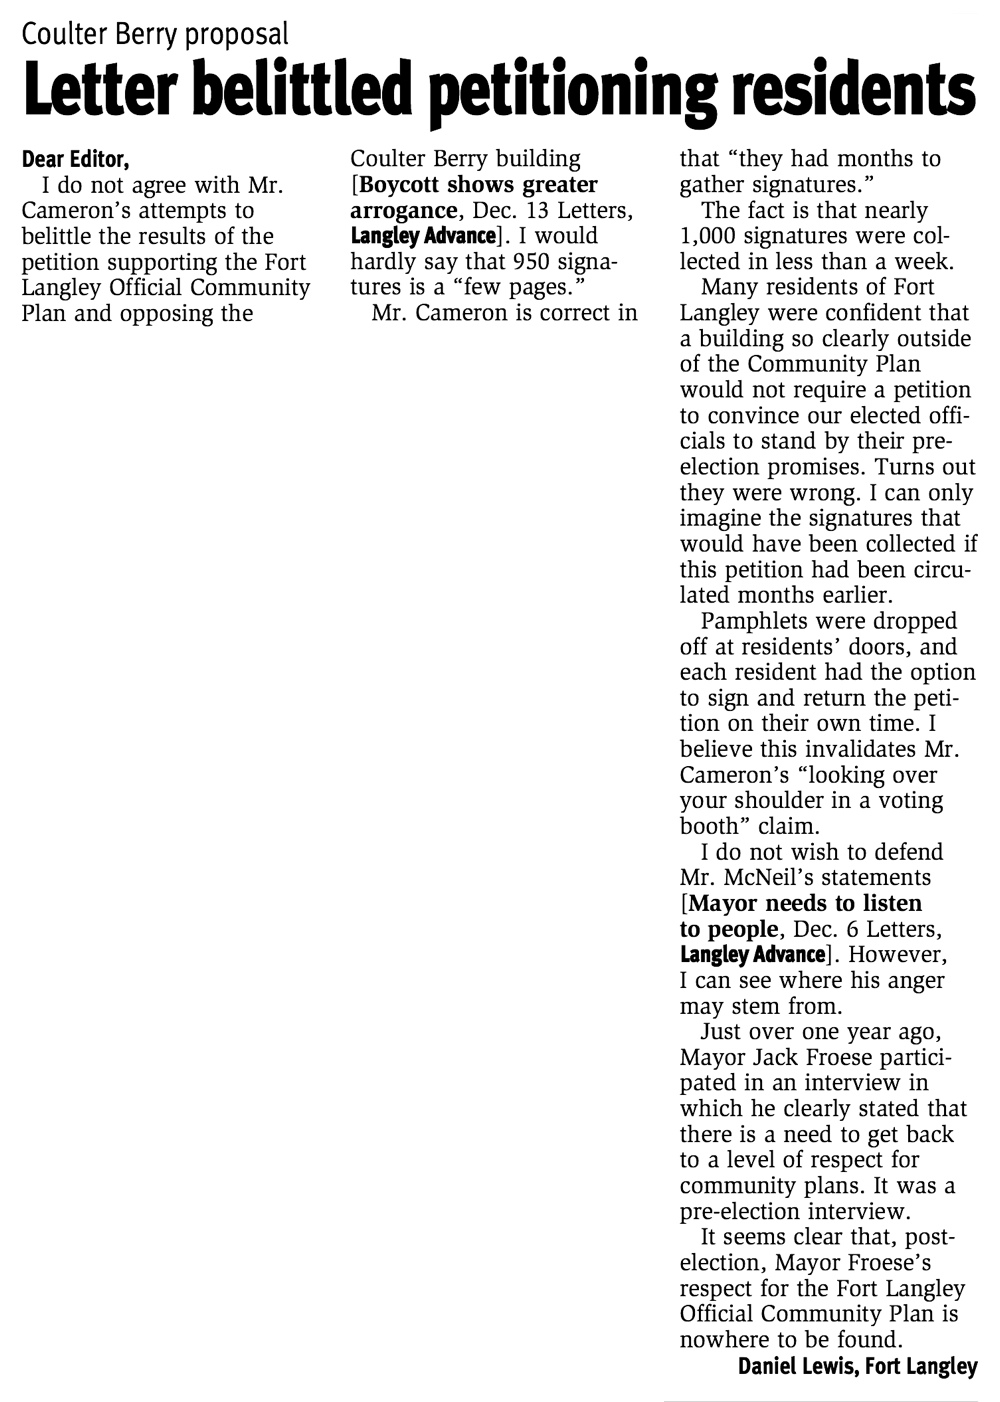 Coulter Berry proposal
Letter belittled petitioning residents
Dear Editor,
I do not agree with Mr.
Cameron's attempts to
belittle the results of the
petition supporting the Fort
Langley Official Community
Plan and opposing the
Coulter Berry building
[Boycott shows greater
arrogance, Dec. 13 Letters,
Langley Advance]. I would
hardly say that 950 signa-
tures is a “few pages.”
Mr. Cameron is correct in
that “they had months to
gather signatures.”
The fact is that nearly
1,000 signatures were col-
lected in less than a week.
Many residents of Fort
Langley were confident that
a building so clearly outside
of the Community Plan
would not require a petition
to convince our elected offi-
cials to stand by their pre-
election promises. Turns out
they were wrong. I can only
imagine the signatures that
would have been collected if
this petition had been circu-
lated months earlier.
Pamphlets were dropped
off at residents' doors, and
each resident had the option
to sign and return the peti-
tion on their own time. I
believe this invalidates Mr.
Cameron's “looking over
your shoulder in a voting
booth” claim.
I do not wish to defend
Mr. McNeil's statements
[Mayor needs to listen
to people, Dec. 6 Letters,
Langley Advance]. However,
I can see where his anger
may stem from.
Just over one year ago,
Mayor Jack Froese partici-
pated in an interview in
which he clearly stated that
there is a need to get back
to a level of respect for
community plans. It was a
pre-election interview.
It seems clear that, post-
election, Mayor Froese's
respect for the Fort Langley
Official Community Plan is
nowhere to be found.
Daniel Lewis, Fort Langley